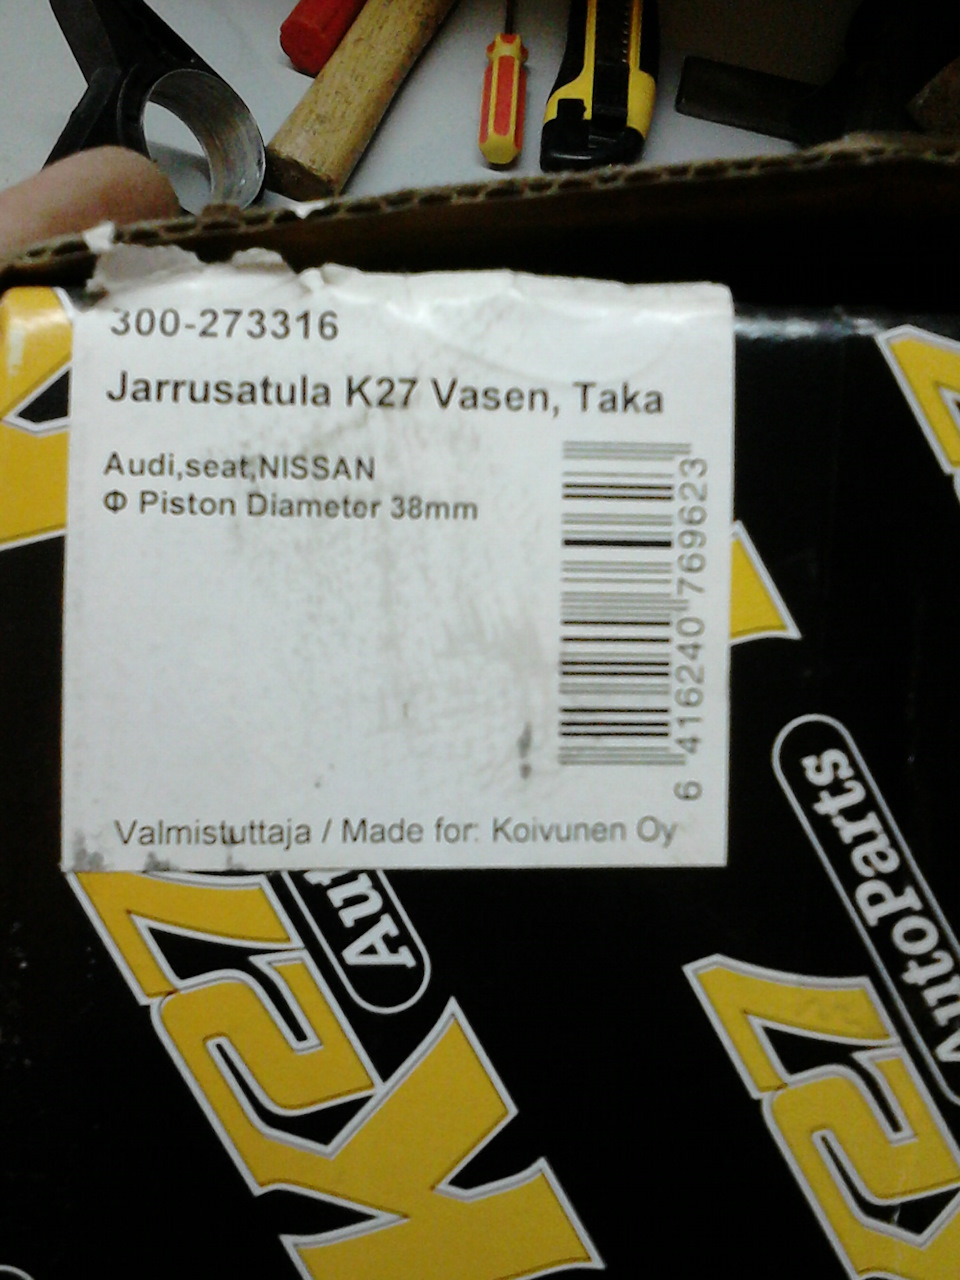 300-273316
Jarrusatula K27 Vasen, Taka
Audi,seat,NISSAN
Φ Piston Diameter 38mm
6 416240 769623
Valmistuttaja / Made for: Koivunen Oy
AutoParts
K27
K27